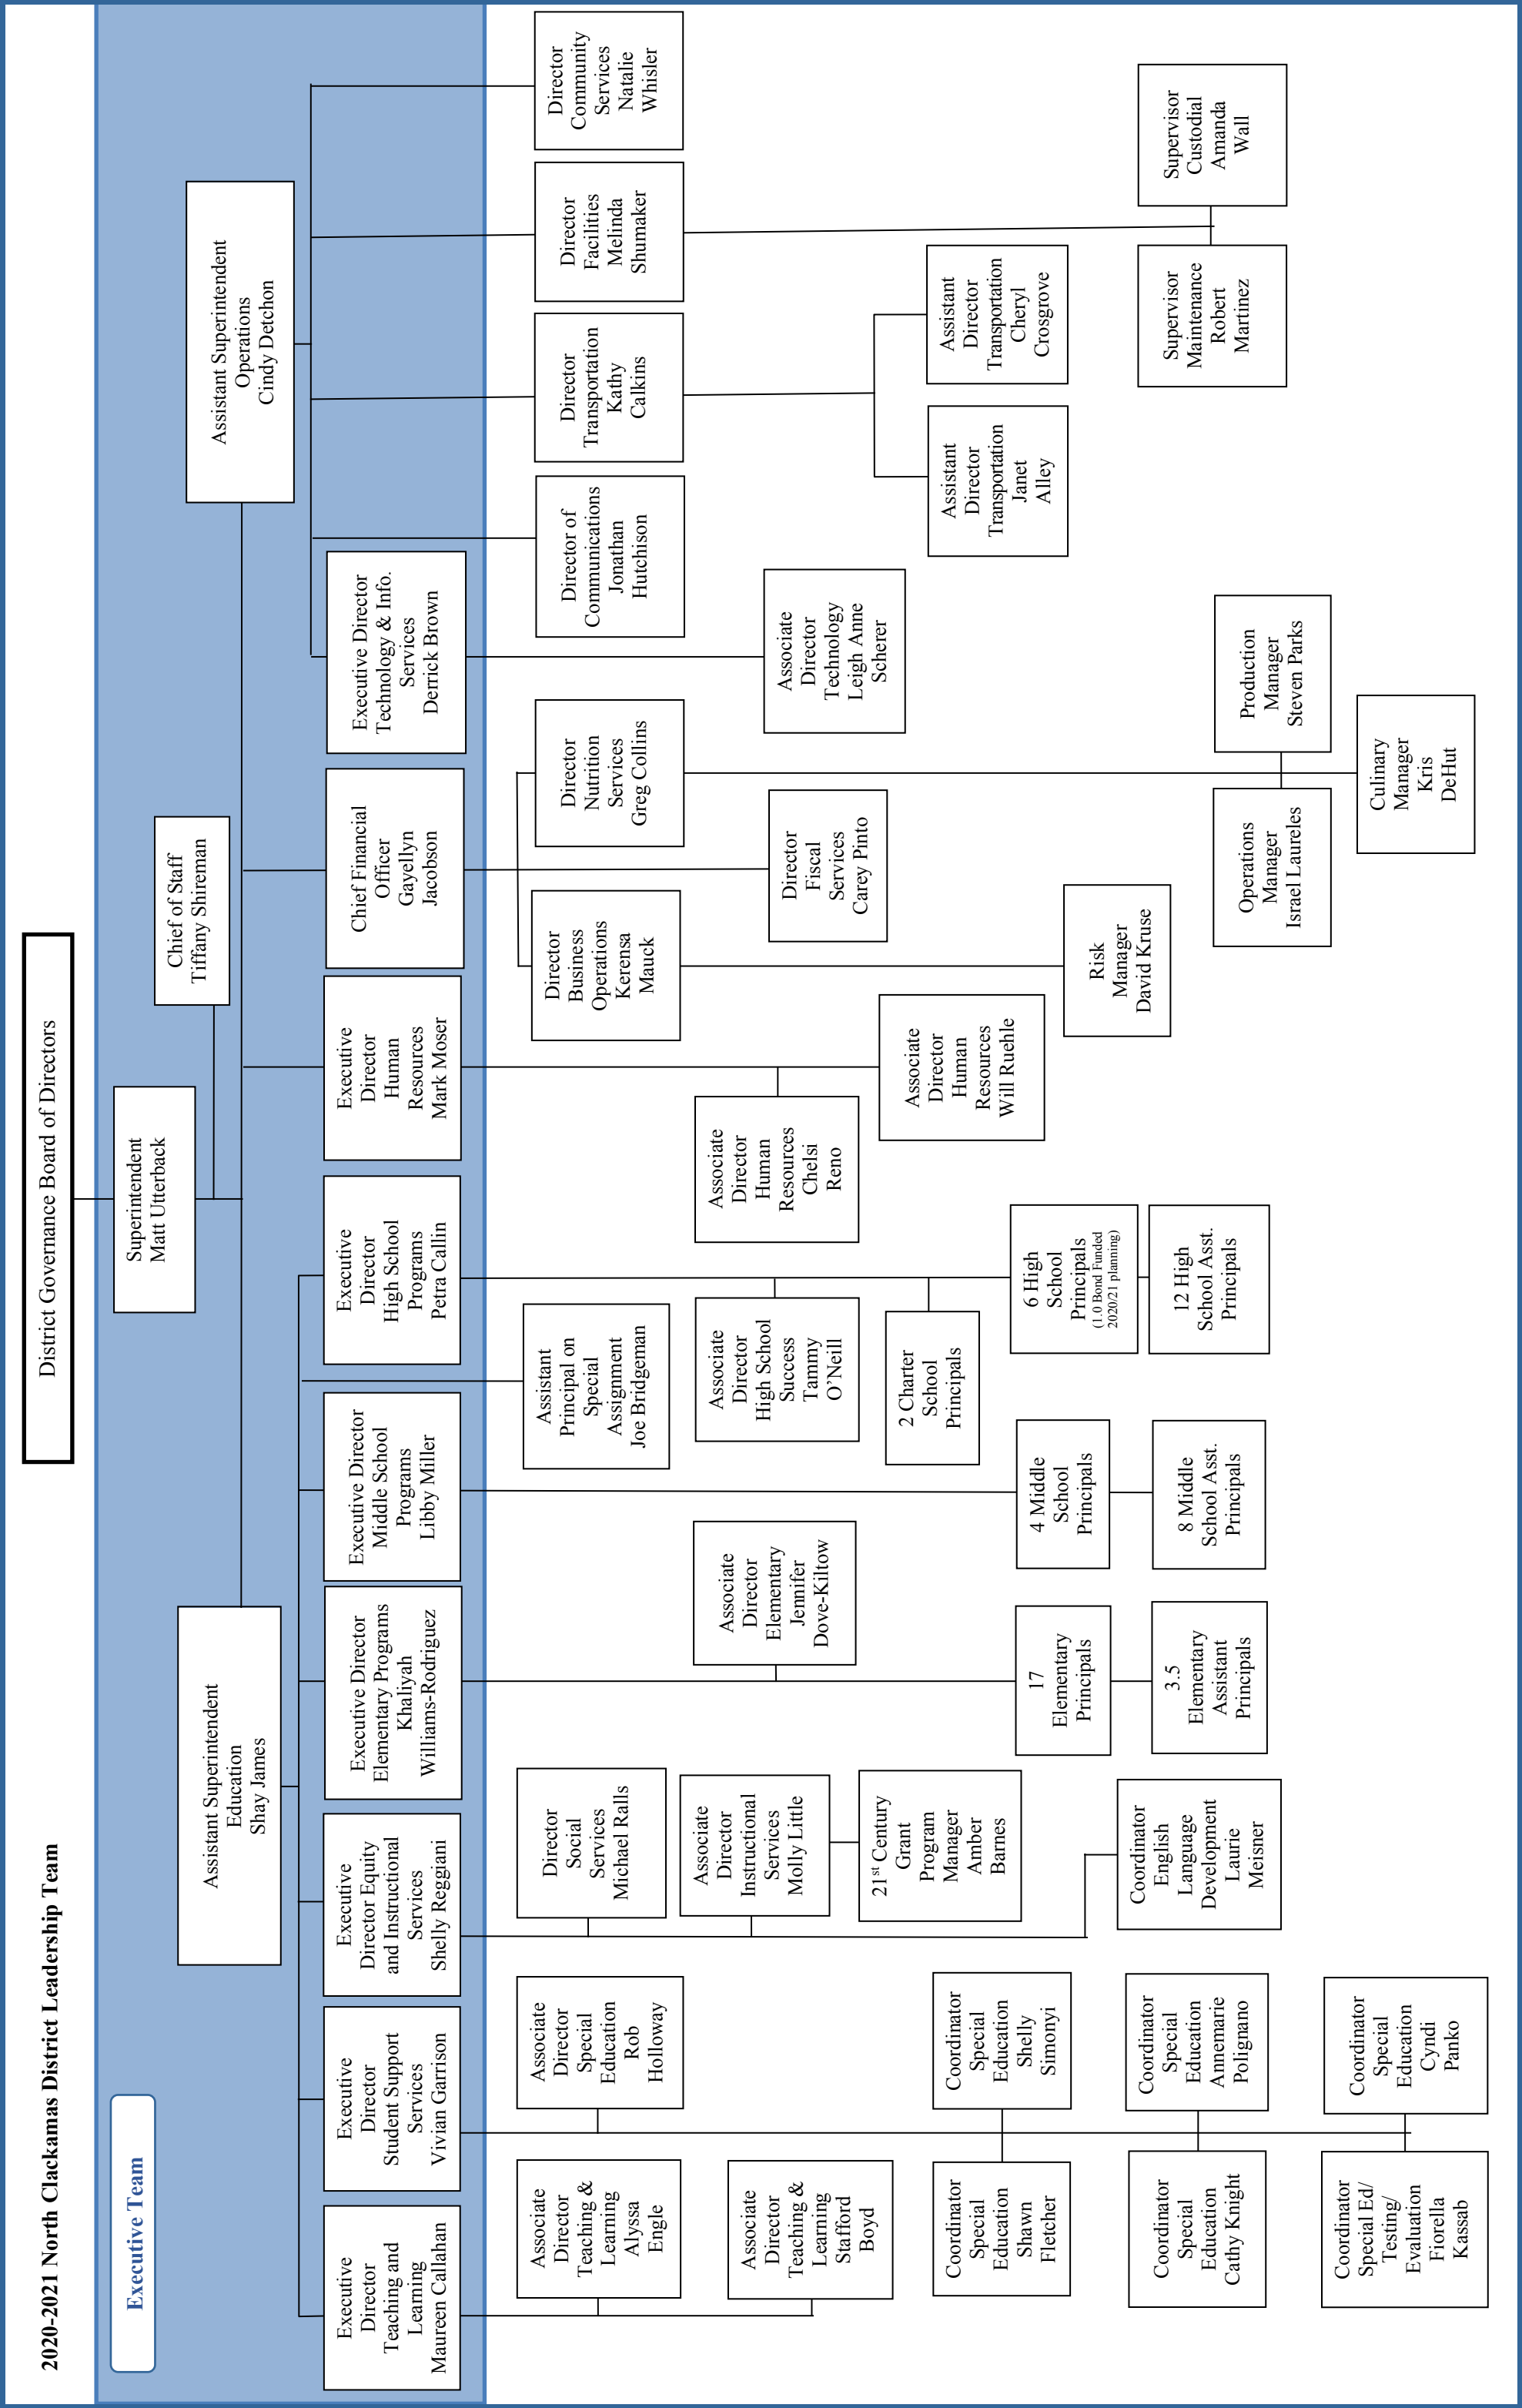 2020-2021 North Clackamas District Leadership Team
District Governance Board of Directors
Executive Team
Superintendent
Matt Utterback
Chief of Staff
Tiffany Shireman
Assistant Superintendent
Education
Shay James
Assistant Superintendent
Operations
Cindy Detchon
Executive
Director
Teaching and
Learning
Maureen Callahan
Executive
Director
Student Support
Services
Vivian Garrison
Executive
Director Equity
and Instructional
Services
Shelly Reggiani
Executive Director
Elementary Programs
Khaliyah
Williams-Rodriguez
Executive Director
Middle School
Programs
Libby Miller
Executive
Director
High School
Programs
Petra Callin
Executive
Director
Human
Resources
Mark Moser
Chief Financial
Officer
Gayellyn
Jacobson
Executive Director
Technology & Info.
Services
Derrick Brown
Associate
Director
Teaching &
Learning
Alyssa
Engle
Associate
Director
Special
Education
Rob
Holloway
Director
Social
Services
Michael Ralls
Assistant
Principal on
Special
Assignment
Joe Bridgeman
Director
Business
Operations
Kerensa
Mauck
Director
Nutrition
Services
Greg Collins
Director of
Communications
Jonathan
Hutchison
Director
Transportation
Kathy
Calkins
Director
Facilities
Melinda
Shumaker
Director
Community
Services
Natalie
Whisler
Associate
Director
Teaching &
Learning
Stafford
Boyd
Associate
Director
Instructional
Services
Molly Little
Associate
Director
Elementary
Jennifer
Dove-Kiltow
Associate
Director
High School
Success
Tammy
O’Neill
Associate
Director
Human
Resources
Chelsi
Reno
Director
Fiscal
Services
Carey Pinto
Associate
Director
Technology
Leigh Anne
Scherer
Coordinator
Special
Education
Shawn
Fletcher
Coordinator
Special
Education
Shelly
Simonyi
21st Century
Grant
Program
Manager
Amber
Barnes
2 Charter
School
Principals
Associate
Director
Human
Resources
Will Ruehle
Assistant
Director
Transportation
Janet
Alley
Assistant
Director
Transportation
Cheryl
Crosgrove
Coordinator
Special
Education
Cathy Knight
Coordinator
Special
Education
Annemarie
Polignano
Coordinator
English
Language
Development
Laurie
Meisner
17
Elementary
Principals
4 Middle
School
Principals
6 High
School
Principals
(1.0 Bond Funded
2020/21 planning)
Risk
Manager
David Kruse
Supervisor
Maintenance
Robert
Martinez
Supervisor
Custodial
Amanda
Wall
3.5
Elementary
Assistant
Principals
8 Middle
School Asst.
Principals
12 High
School Asst.
Principals
Operations
Manager
Israel Laureles
Production
Manager
Steven Parks
Coordinator
Special Ed/
Testing/
Evaluation
Fiorella
Kassab
Coordinator
Special
Education
Cyndi
Panko
Culinary
Manager
Kris
DeHut